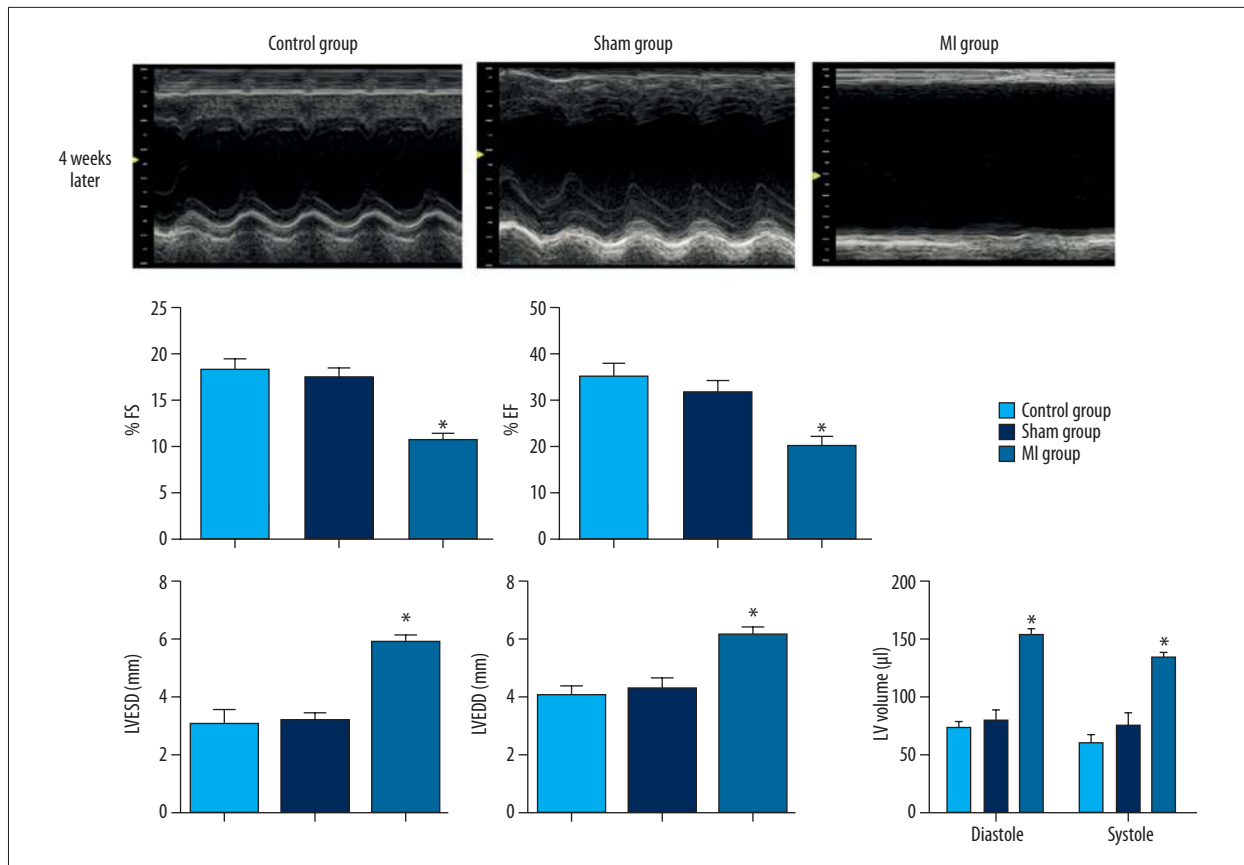 Control group
Sham group
MI group
4 weeks
later
25
20
15
10
5
0
% FS
*
50
40
30
20
10
0
% EF
*
Control group
Sham group
MI group
8
6
4
2
0
LVESD (mm)
*
8
6
4
2
0
LVEDD (mm)
*
200
150
100
50
0
LV volume (µl)
*
*
Diastole
Systole